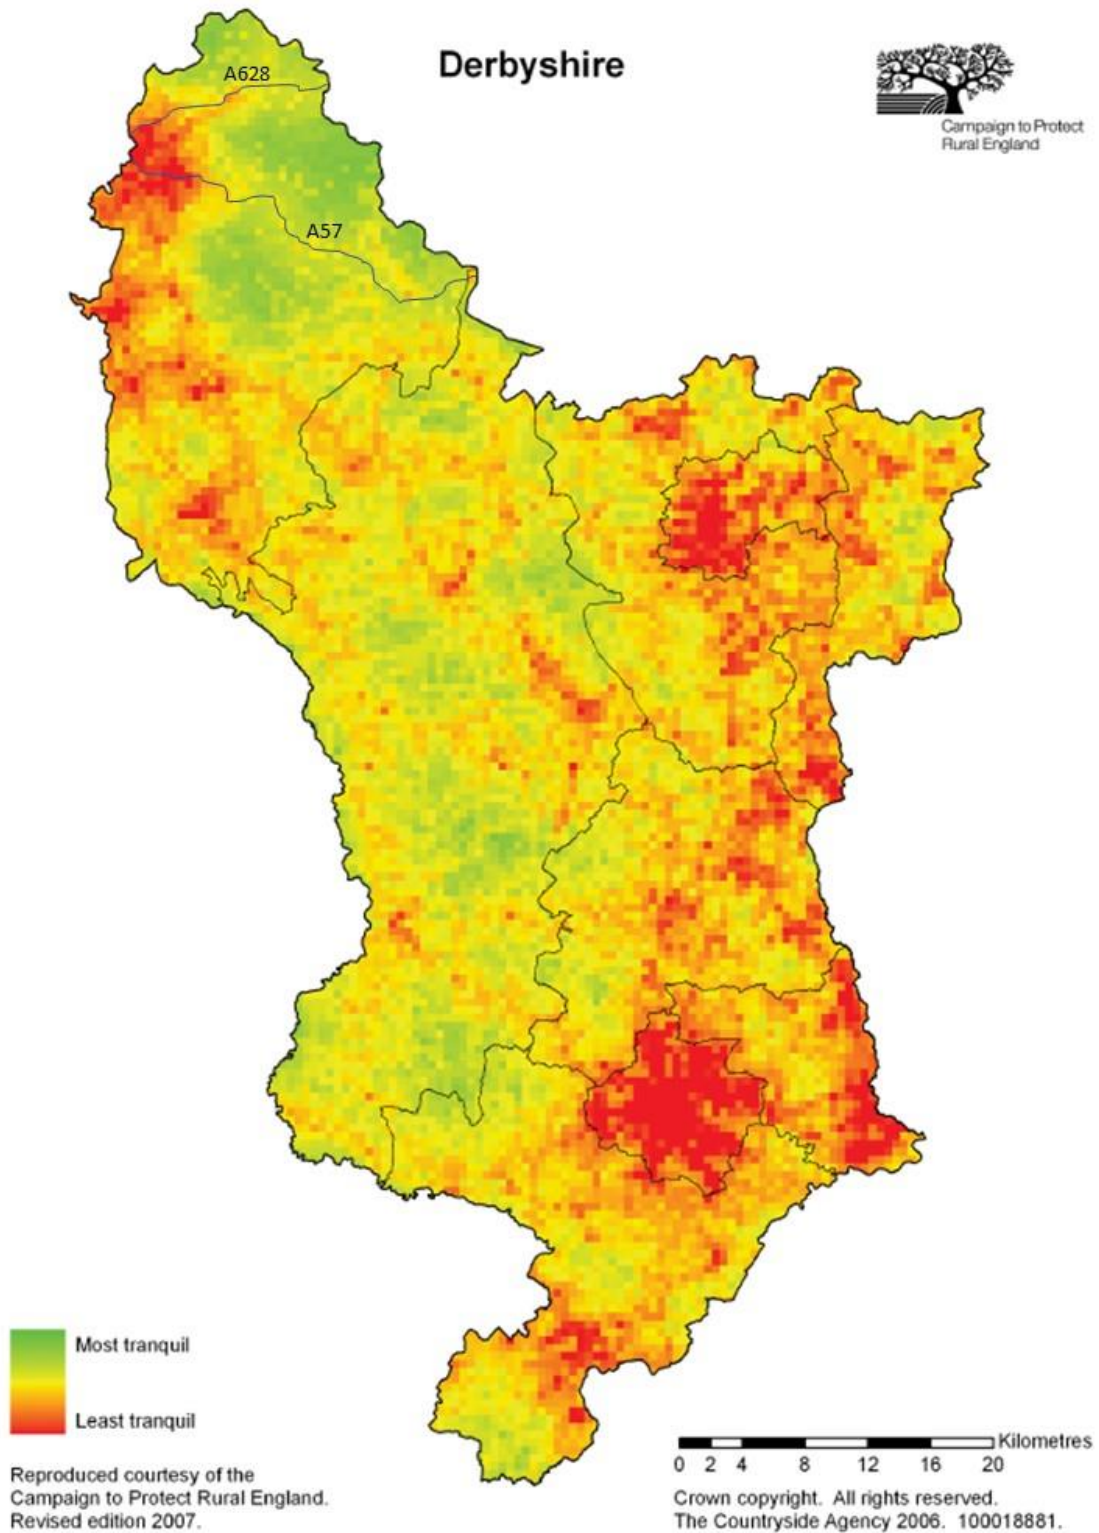 Derbyshire
Campaign to Protect
Rural England
A628
A57
Most tranquil
Least tranquil
Kilometres
0 2 4 8 12 16 20
Reproduced courtesy of the
Campaign to Protect Rural England.
Revised edition 2007.
Crown copyright. All rights reserved.
The Countryside Agency 2006. 100018881.